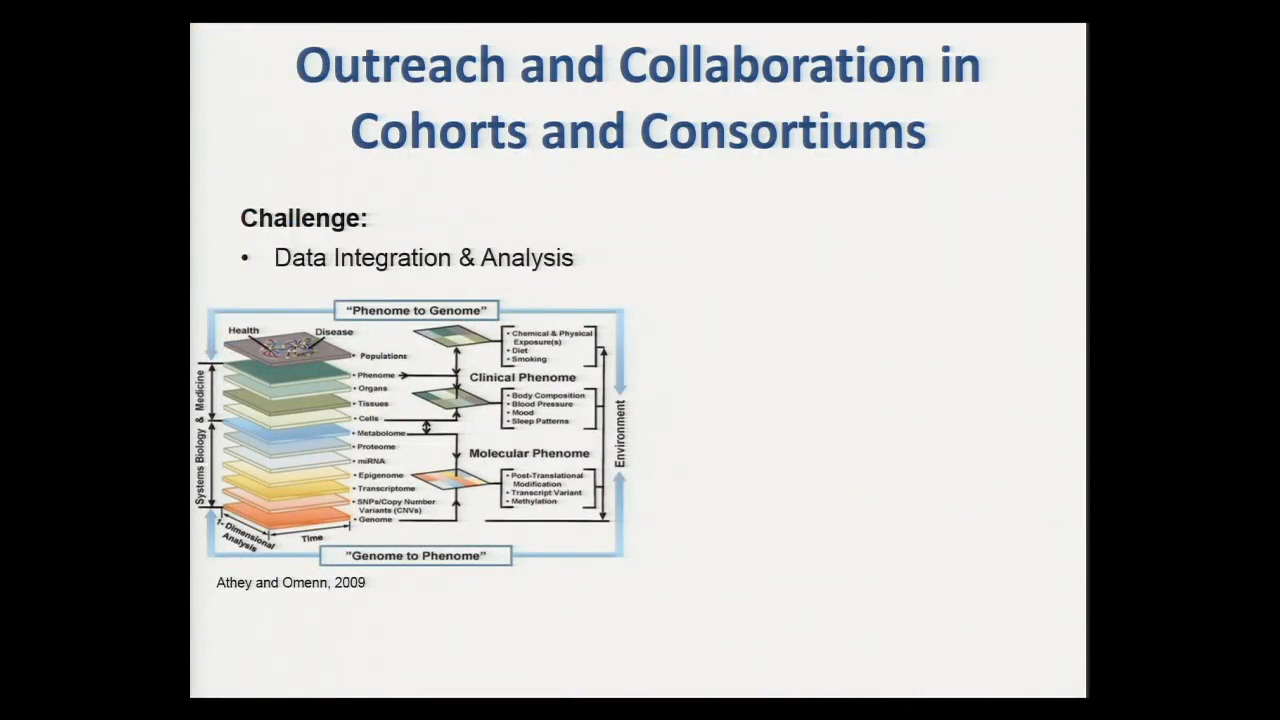 Outreach and Collaboration in
Cohorts and Consortiums
Challenge:
• Data Integration & Analysis
"Phenome to Genome"
Health
Disease
• Populations
• Phenome
• Organs
• Tissues
• Cells
• Metabolome
• Proteome
• miRNA
• Epigenome
• Transcriptome
• SNPs/Copy Number
Variants (CNVs)
• Genome
Systems Biology & Medicine
1- Dimensional
Analysis
Time
• Chemical & Physical
Exposure(s)
• Diet
• Smoking
Clinical Phenome
• Body Composition
• Blood Pressure
• Mood
• Sleep Patterns
Molecular Phenome
• Post-Translational
Modification
• Transcript Variant
• Methylation
Environment
"Genome to Phenome"
Athey and Omenn, 2009